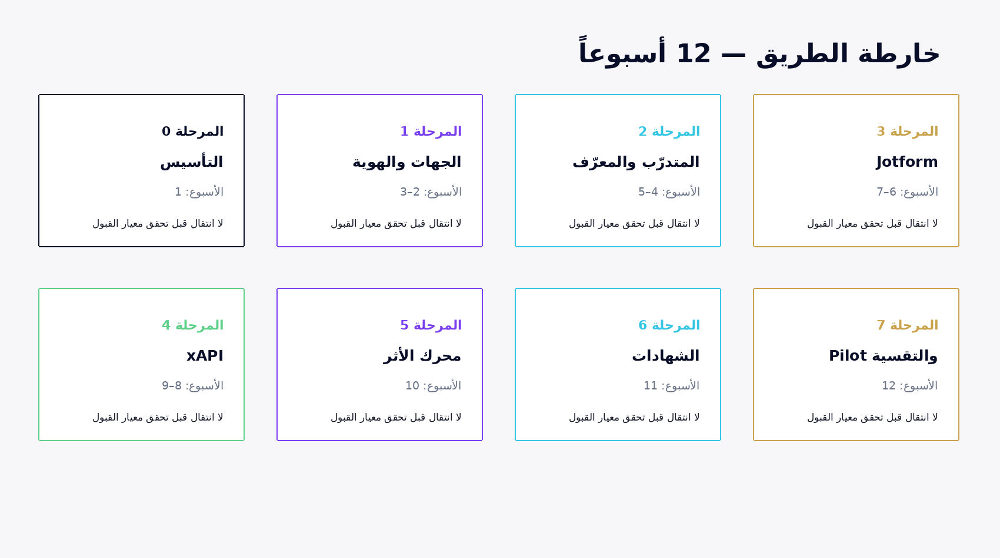 خارطة الطريق — 12 أسبوعاً
المرحلة 0
التأسيس
الأسبوع: 1
لا انتقال قبل تحقق معيار القبول
المرحلة 1
الجهات والهوية
الأسبوع: 2–3
لا انتقال قبل تحقق معيار القبول
المرحلة 2
المتدرّب والمعرّف
الأسبوع: 4–5
لا انتقال قبل تحقق معيار القبول
المرحلة 3
Jotform
الأسبوع: 6–7
لا انتقال قبل تحقق معيار القبول
المرحلة 4
xAPI
الأسبوع: 8–9
لا انتقال قبل تحقق معيار القبول
المرحلة 5
محرك الأثر
الأسبوع: 10
لا انتقال قبل تحقق معيار القبول
المرحلة 6
الشهادات
الأسبوع: 11
لا انتقال قبل تحقق معيار القبول
المرحلة 7
والتقسية Pilot
الأسبوع: 12
لا انتقال قبل تحقق معيار القبول